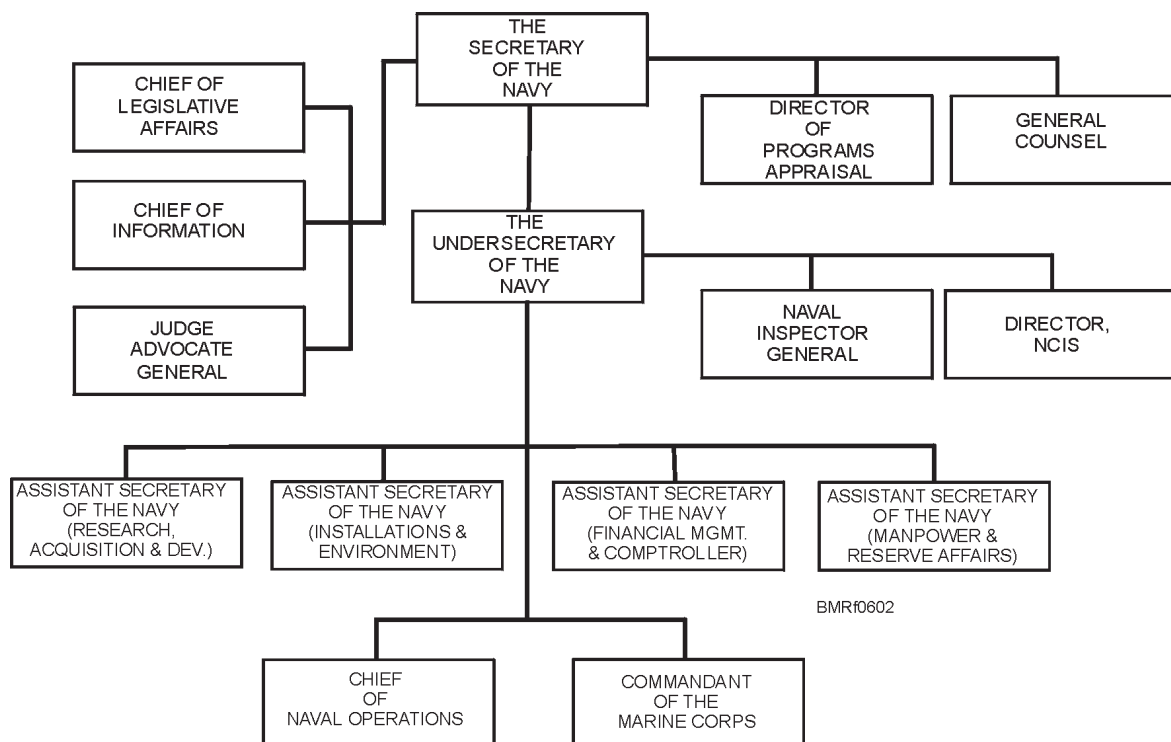 THE
SECRETARY
OF THE
NAVY
CHIEF OF
LEGISLATIVE
AFFAIRS
DIRECTOR
OF
PROGRAMS
APPRAISAL
GENERAL
COUNSEL
CHIEF OF
INFORMATION
THE
UNDERSECRETARY
OF THE
NAVY
JUDGE
ADVOCATE
GENERAL
NAVAL
INSPECTOR
GENERAL
DIRECTOR,
NCIS
ASSISTANT SECRETARY
OF THE NAVY
(RESEARCH,
ACQUISITION & DEV.)
ASSISTANT SECRETARY
OF THE NAVY
(INSTALLATIONS &
ENVIRONMENT)
ASSISTANT SECRETARY
OF THE NAVY
(FINANCIAL MGMT.
& COMPTROLLER)
ASSISTANT SECRETARY
OF THE NAVY
(MANPOWER &
RESERVE AFFAIRS)
BMRf0602
CHIEF
OF
NAVAL OPERATIONS
COMMANDANT
OF THE
MARINE CORPS